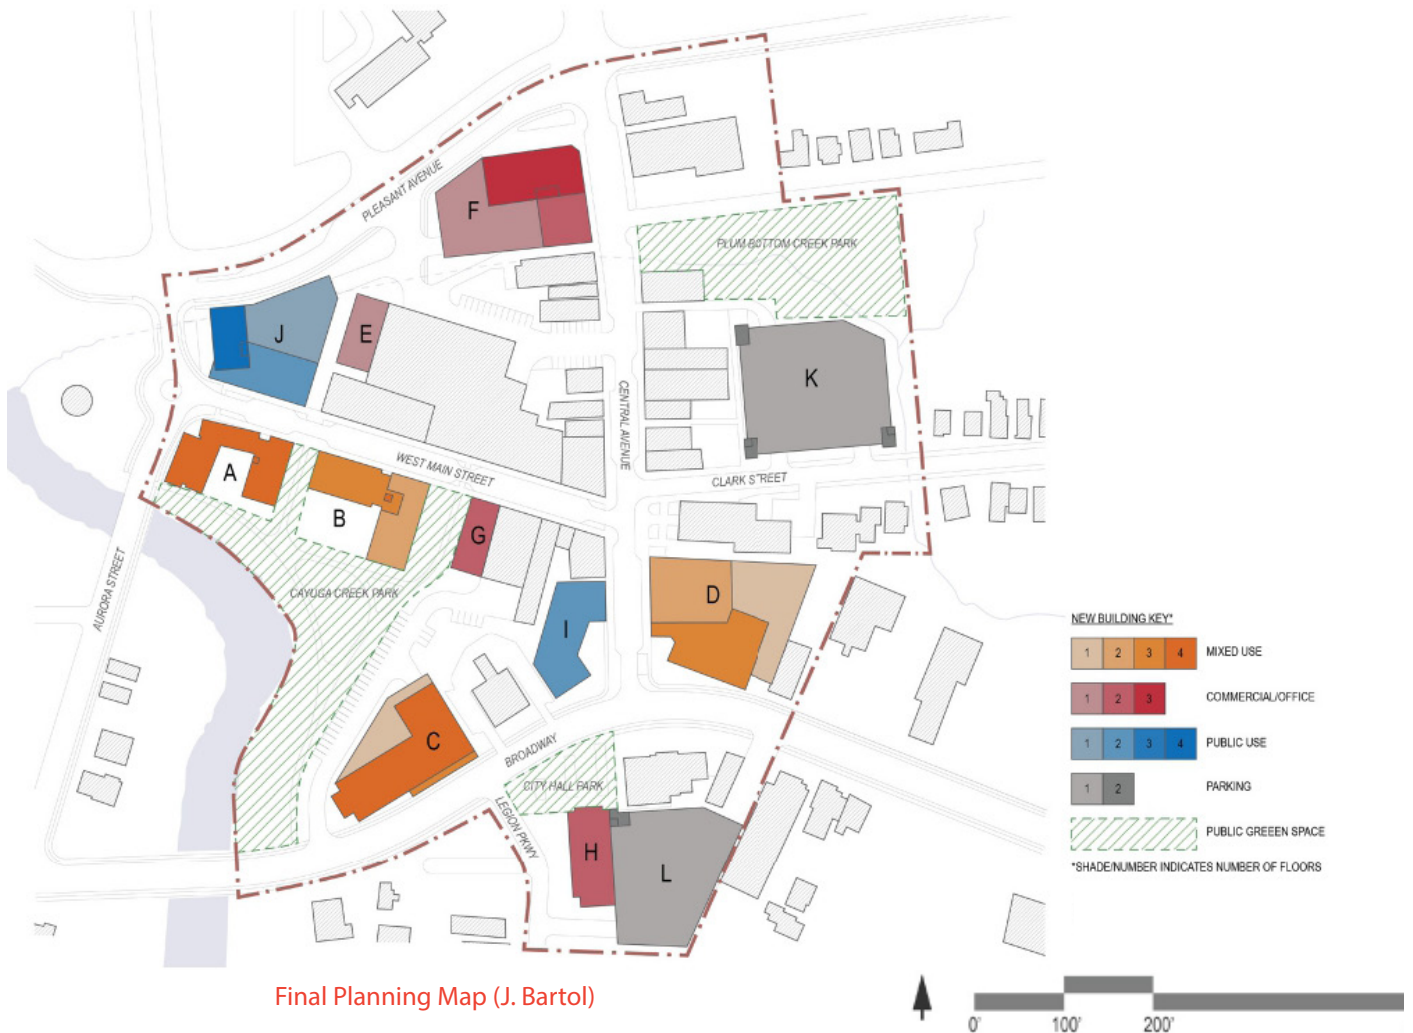 PLEASANT AVENUE
F
PLUM BOTTOM CREEK PARK
J
E
K
CENTRAL AVENUE
WEST MAIN STREET
CLARK STREET
A
B
G
AURORA STREET
CAYUGA CREEK PARK
D
I
C
BROADWAY
CITY HALL PARK
LEGION PKWY
H
L
NEW BUILDING KEY*
1 2 3 4 MIXED USE
1 2 3 COMMERCIAL/OFFICE
1 2 3 4 PUBLIC USE
1 2 PARKING
PUBLIC GREEEN SPACE
*SHADE/NUMBER INDICATES NUMBER OF FLOORS
Final Planning Map (J. Bartol)
0' 100' 200'